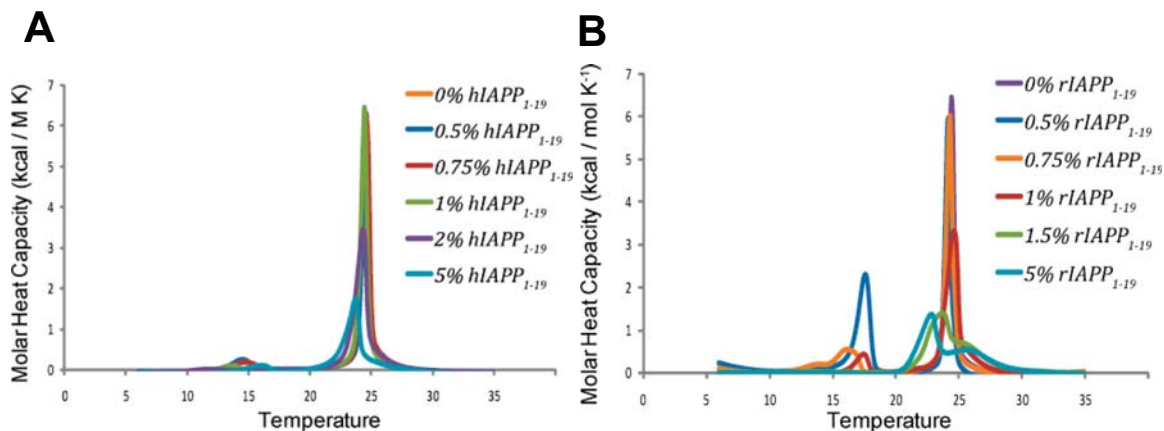 A
Molar Heat Capacity (kcal / M K)
7
6
5
4
3
2
1
0
0 5 10 15 20 25 30 35
Temperature
0% hIAPP1-19
0.5% hIAPP1-19
0.75% hIAPP1-19
1% hIAPP1-19
2% hIAPP1-19
5% hIAPP1-19
B
Molar Heat Capacity (kcal / mol K-1)
7
6
5
4
3
2
1
0
0 5 10 15 20 25 30 35
Temperature
0% rIAPP1-19
0.5% rIAPP1-19
0.75% rIAPP1-19
1% rIAPP1-19
1.5% rIAPP1-19
5% rIAPP1-19